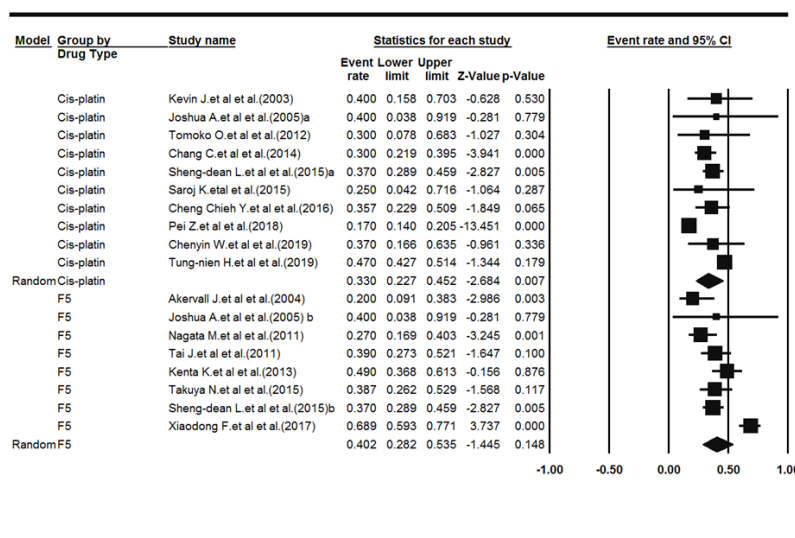 Model Group by Study name Statistics for each study Event rate and 95% CI
Drug Type
Event Lower Upper
rate limit limit Z-Value p-Value
Cis-platin Kevin J.et al et al.(2003) 0.400 0.158 0.703 -0.628 0.530
Cis-platin Joshua A.et al.(2005)a 0.400 0.038 0.919 -0.281 0.779
Cis-platin Tomoko O.et al et al.(2012) 0.300 0.078 0.683 -1.027 0.304
Cis-platin Chang C.et al et al.(2014) 0.300 0.219 0.395 -3.941 0.000
Cis-platin Sheng-dean L.et al et al.(2015)a 0.370 0.289 0.459 -2.827 0.005
Cis-platin Saroj K.etal et al.(2015) 0.250 0.042 0.716 -1.064 0.287
Cis-platin Cheng Chieh Y.et al et al.(2016) 0.357 0.229 0.509 -1.849 0.065
Cis-platin Pei Z.et al et al.(2018) 0.170 0.140 0.205 -13.451 0.000
Cis-platin Chenyin W.et al et al.(2019) 0.370 0.166 0.635 -0.961 0.336
Cis-platin Tung-nien H.et al et al.(2019) 0.470 0.427 0.514 -1.344 0.179
Random Cis-platin 0.330 0.227 0.452 -2.684 0.007
F5 Akervall J.et al et al.(2004) 0.200 0.091 0.383 -2.986 0.003
F5 Joshua A.et al et al.(2005) b 0.400 0.038 0.919 -0.281 0.779
F5 Nagata M.et al et al.(2011) 0.270 0.169 0.403 -3.245 0.001
F5 Tai J.et al et al.(2011) 0.390 0.273 0.521 -1.647 0.100
F5 Kenta K.et al et al.(2013) 0.490 0.368 0.613 -0.156 0.876
F5 Takuya N.et al et al.(2015) 0.387 0.262 0.529 -1.568 0.117
F5 Sheng-dean L.et al et al.(2015)b 0.370 0.289 0.459 -2.827 0.005
F5 Xiaodong F.et al et al.(2017) 0.689 0.593 0.771 3.737 0.000
Random F5 0.402 0.282 0.535 -1.445 0.148
-1.00 -0.50 0.00 0.50 1.00